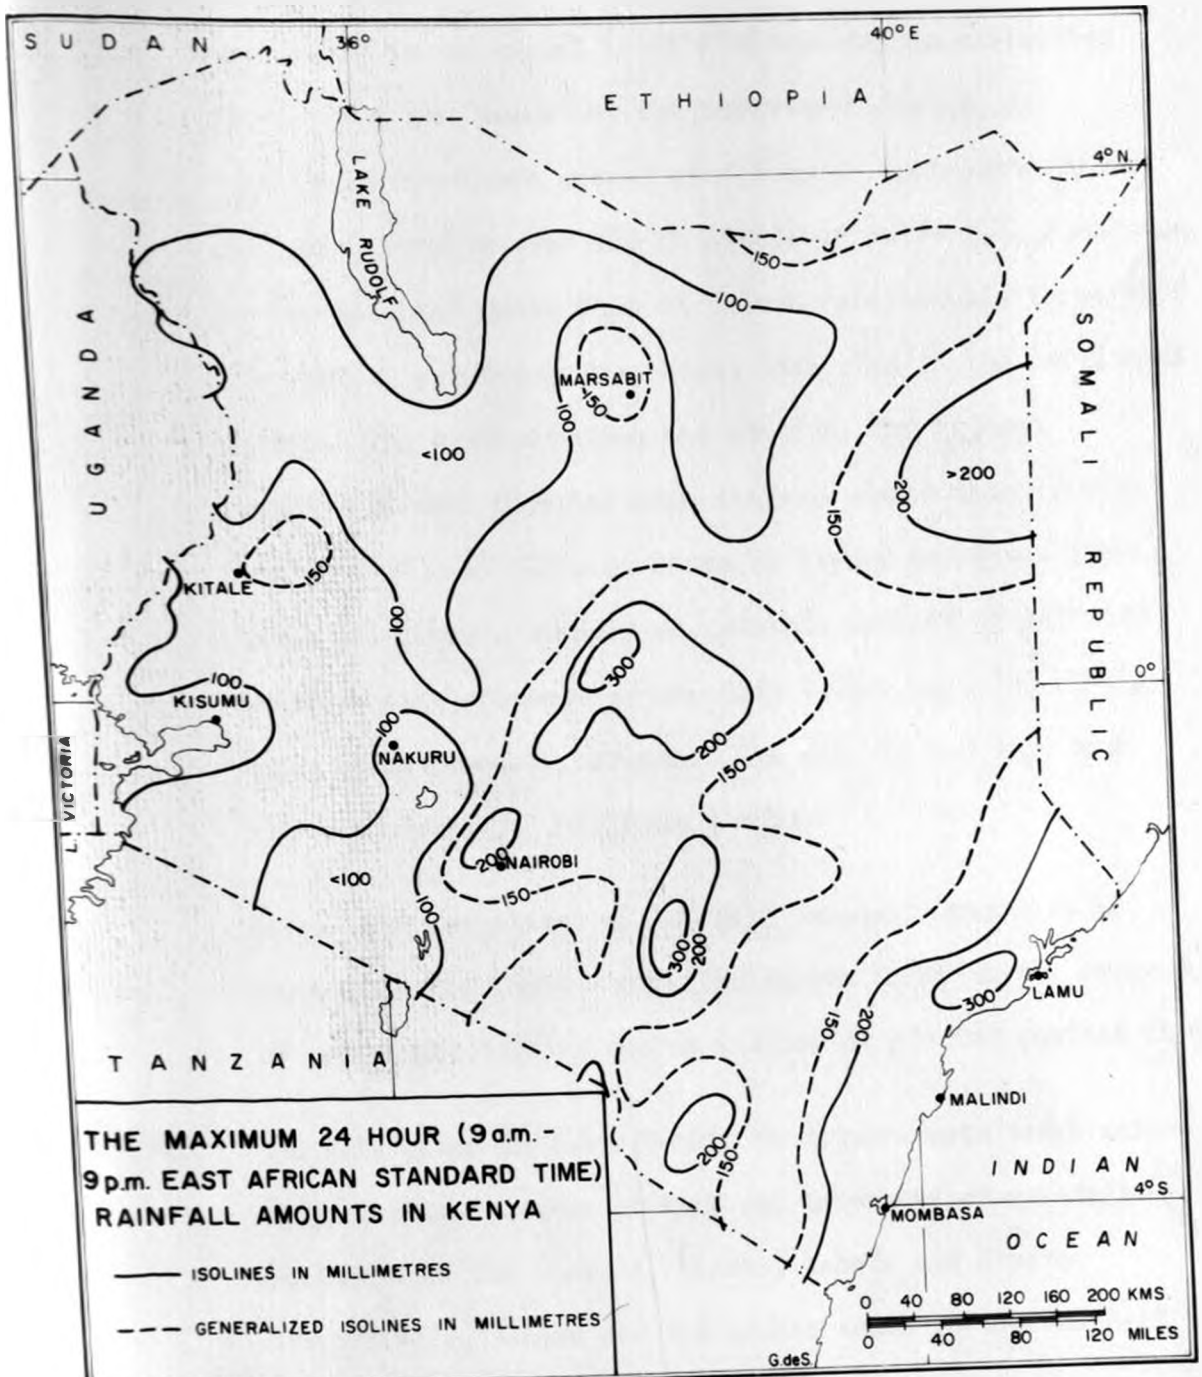 SUDAN
36°
40°E
ETHIOPIA
4°N
LAKE RUDOLF
150
100
UGANDA
SOMALI REPUBLIC
MARSABIT
150
100
<100
>200
200
150
150
KITALE
100
300
0°
100
KISUMU
100
NAKURU
200
150
L. VICTORIA
200
NAIROBI
<100
150
100
300
200
300
LAMU
150
200
TANZANIA
MALINDI
200
150
INDIAN
4°S
MOMBASA
OCEAN
THE MAXIMUM 24 HOUR (9a.m.-
9p.m. EAST AFRICAN STANDARD TIME)
RAINFALL AMOUNTS IN KENYA
ISOLINES IN MILLIMETRES
GENERALIZED ISOLINES IN MILLIMETRES
0 40 80 120 160 200 KMS.
0 40 80 120 MILES
G.deS.